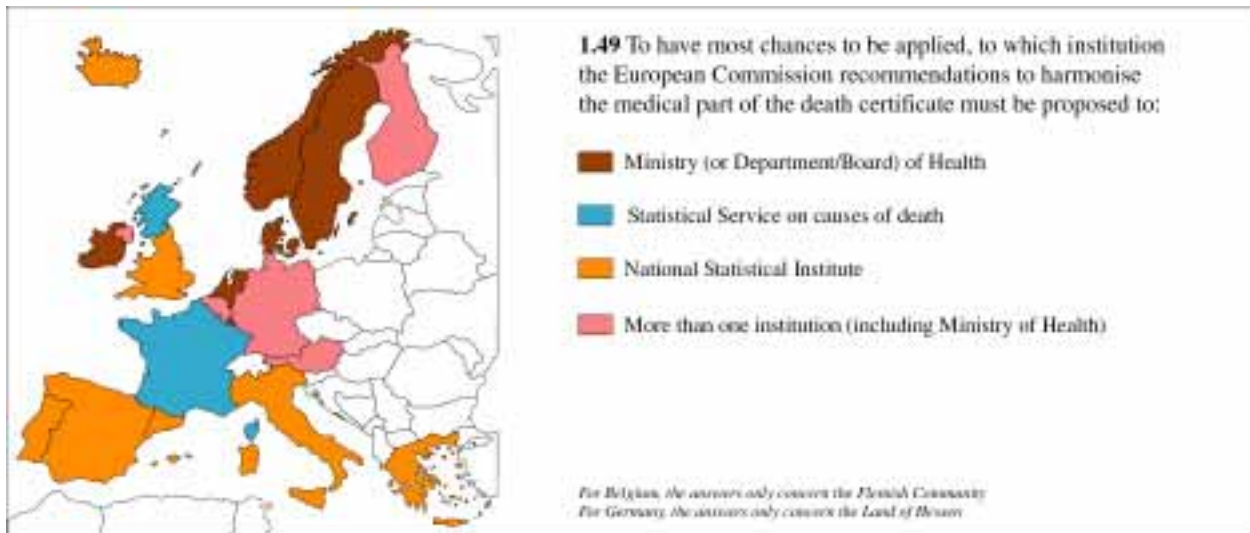 1.49 To have most chances to be applied, to which institution
the European Commission recommendations to harmonise
the medical part of the death certificate must be proposed to:
Ministry (or Department/Board) of Health
Statistical Service on causes of death
National Statistical Institute
More than one institution (including Ministry of Health)
For Belgium, the answers only concern the Flemish Community
For Germany, the answers only concern the Land of Hessen